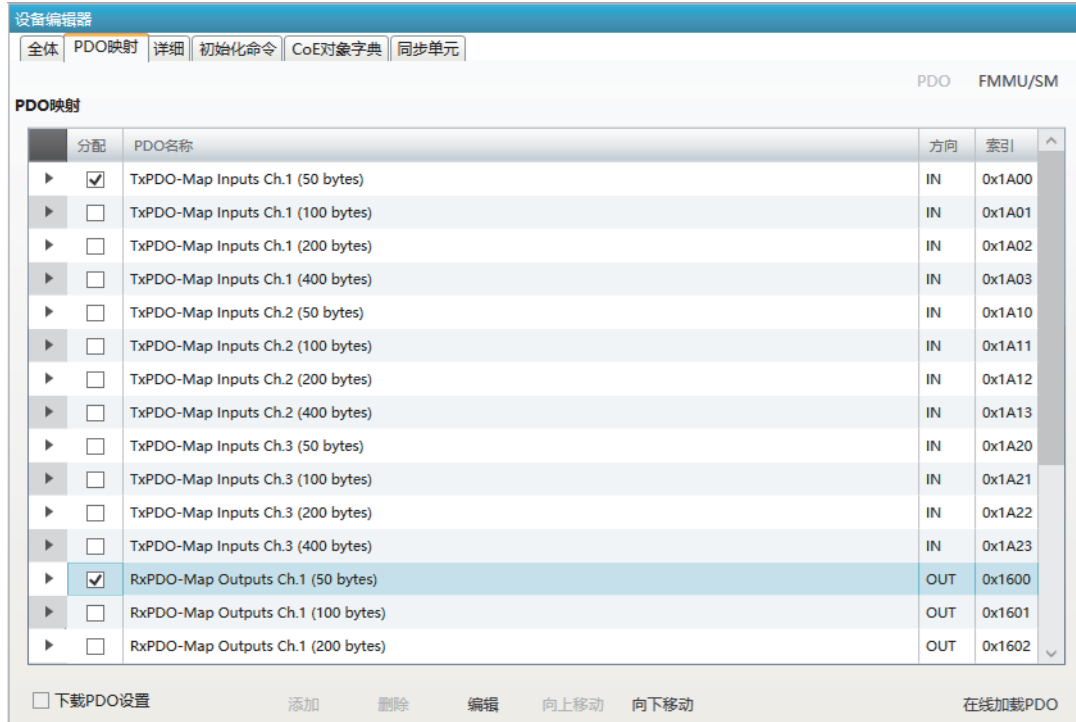 设备编辑器
全体 PDO映射 详细 初始化命令 CoE对象字典 同步单元
PDO FMMU/SM
PDO映射
分配 PDO名称 方向 索引
TxPDO-Map Inputs Ch.1 (50 bytes) IN 0x1A00
TxPDO-Map Inputs Ch.1 (100 bytes) IN 0x1A01
TxPDO-Map Inputs Ch.1 (200 bytes) IN 0x1A02
TxPDO-Map Inputs Ch.1 (400 bytes) IN 0x1A03
TxPDO-Map Inputs Ch.2 (50 bytes) IN 0x1A10
TxPDO-Map Inputs Ch.2 (100 bytes) IN 0x1A11
TxPDO-Map Inputs Ch.2 (200 bytes) IN 0x1A12
TxPDO-Map Inputs Ch.2 (400 bytes) IN 0x1A13
TxPDO-Map Inputs Ch.3 (50 bytes) IN 0x1A20
TxPDO-Map Inputs Ch.3 (100 bytes) IN 0x1A21
TxPDO-Map Inputs Ch.3 (200 bytes) IN 0x1A22
TxPDO-Map Inputs Ch.3 (400 bytes) IN 0x1A23
RxPDO-Map Outputs Ch.1 (50 bytes) OUT 0x1600
RxPDO-Map Outputs Ch.1 (100 bytes) OUT 0x1601
RxPDO-Map Outputs Ch.1 (200 bytes) OUT 0x1602
下载PDO设置 添加 删除 编辑 向上移动 向下移动 在线加载PDO